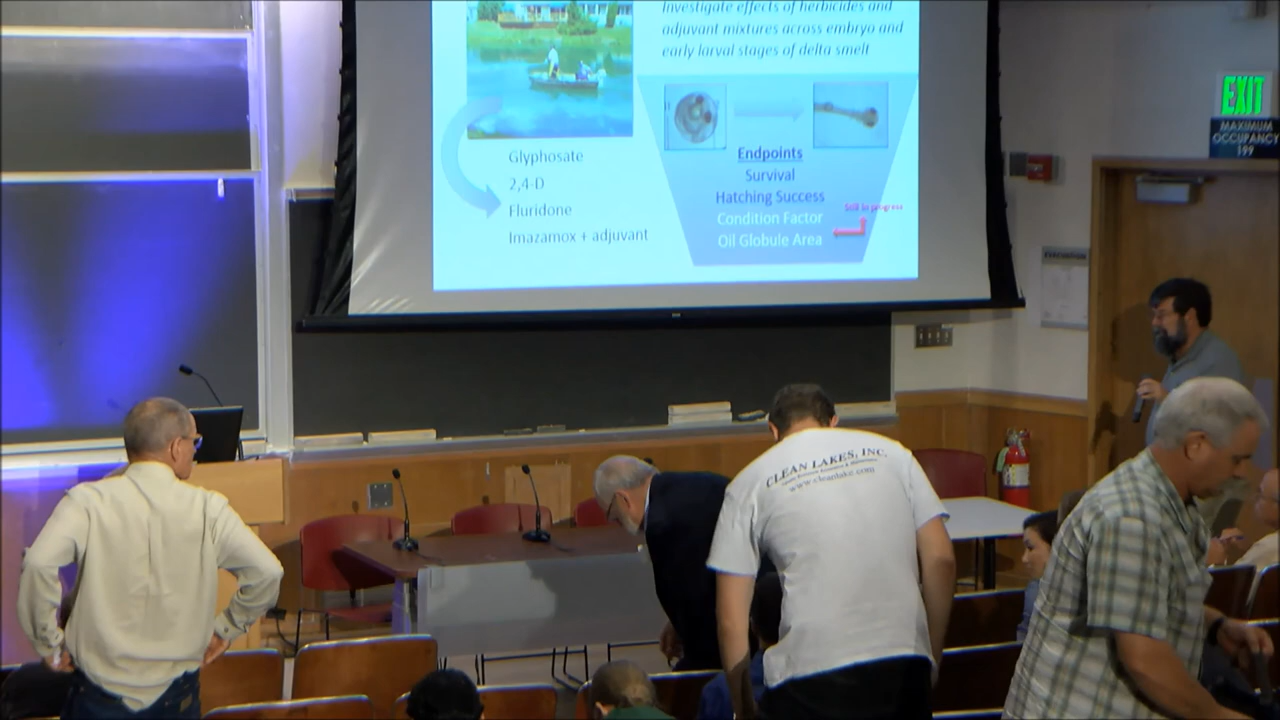 Investigate effects of herbicides and
adjuvant mixtures across embryo and
early larval stages of delta smelt
Glyphosate
2,4-D
Fluridone
Imazamox + adjuvant
Endpoints
Survival
Hatching Success
Condition Factor
Oil Globule Area
Still in progress
EXIT
MAXIMUM
OCCUPANCY
199
EVACUATION
CLEAN LAKES, INC.
www.cleanlake.com